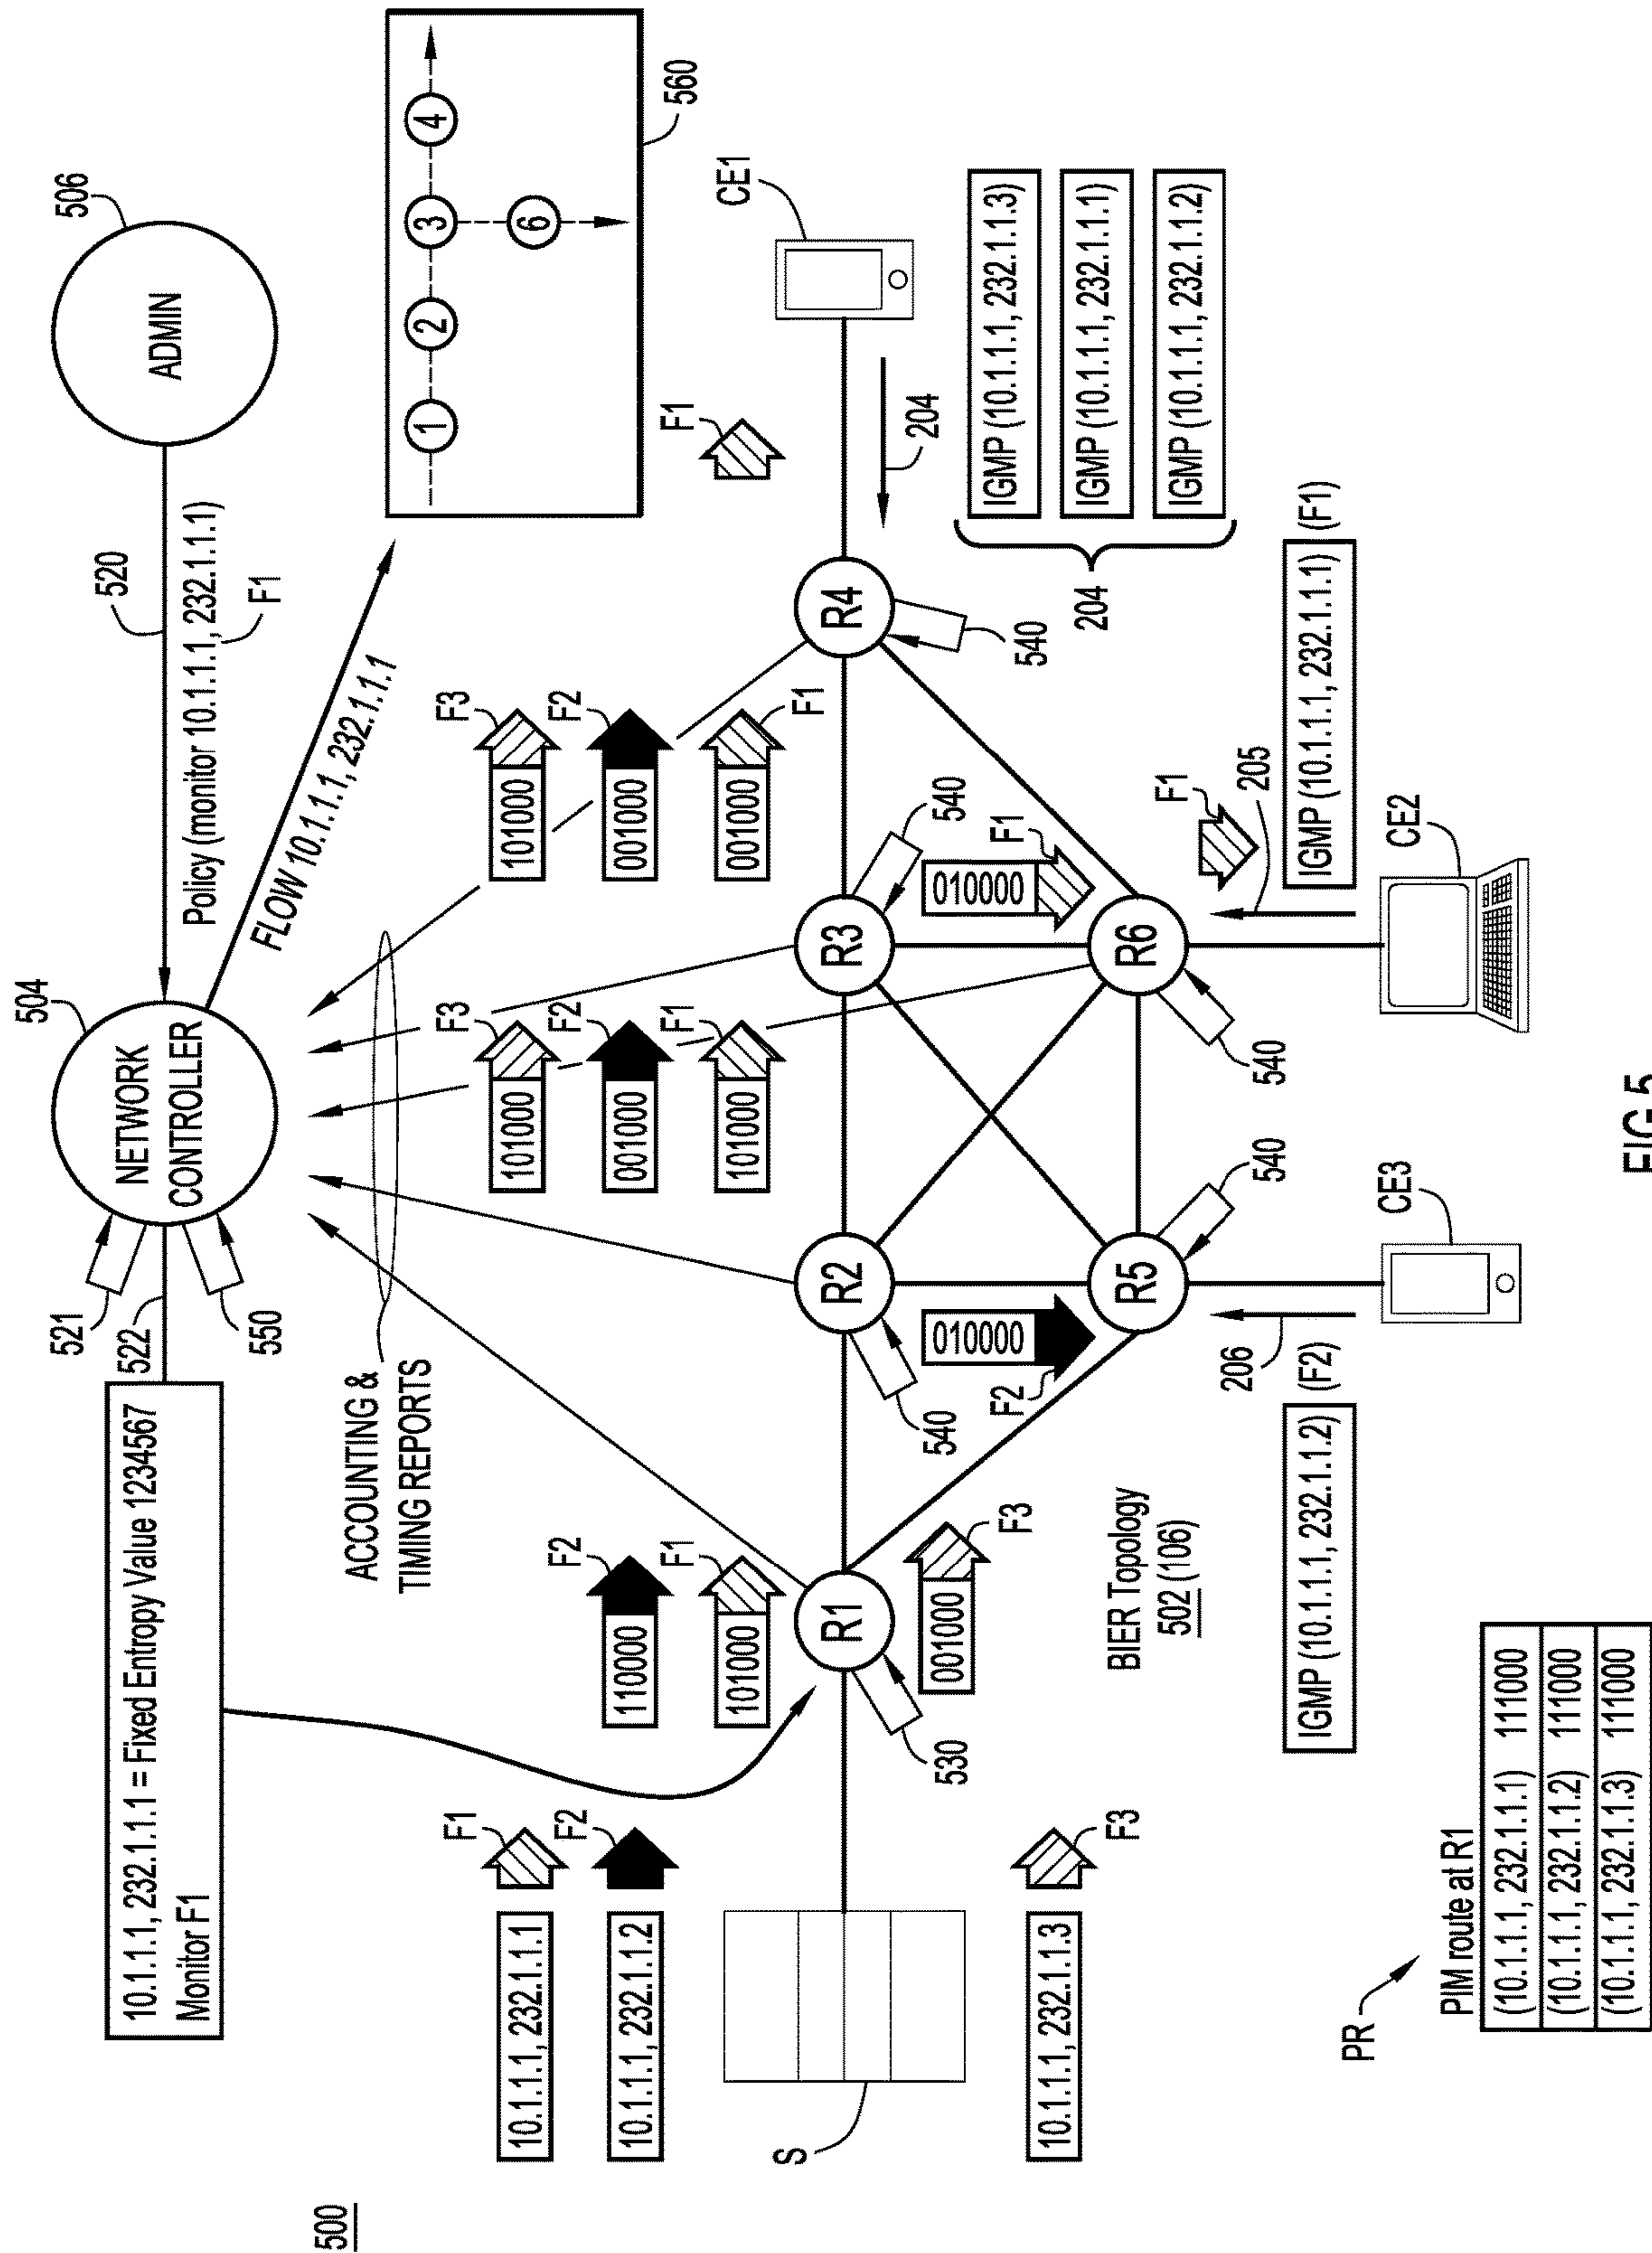 500
10.1.1.1, 232.1.1.1 = Fixed Entropy Value 1234567
Monitor F1
521
522
550
504
NETWORK
CONTROLLER
520
Policy (monitor 10.1.1.1, 232.1.1.1)
F1
506
ADMIN
FLOW 10.1.1.1, 232.1.1.1
1
2
3
4
6
560
ACCOUNTING &
TIMING REPORTS
10.1.1.1, 232.1.1.1
F1
10.1.1.1, 232.1.1.2
F2
10.1.1.1, 232.1.1.3
F3
S
110000
F2
101000
F1
001000
F3
R1
530
101000
F3
001000
F2
101000
F1
101000
F3
001000
F2
001000
F1
F1
R2
540
R3
540
R4
540
CE1
204
010000
F2
010000
F1
R5
540
R6
540
IGMP (10.1.1.1, 232.1.1.3)
IGMP (10.1.1.1, 232.1.1.1)
IGMP (10.1.1.1, 232.1.1.2)
204
BIER Topology
502 (106)
206
IGMP (10.1.1.1, 232.1.1.2) (F2)
CE3
F1
205
IGMP (10.1.1.1, 232.1.1.1) (F1)
CE2
PR
PIM route at R1
(10.1.1.1, 232.1.1.1) 111000
(10.1.1.1, 232.1.1.2) 111000
(10.1.1.1, 232.1.1.3) 111000
FIG.5